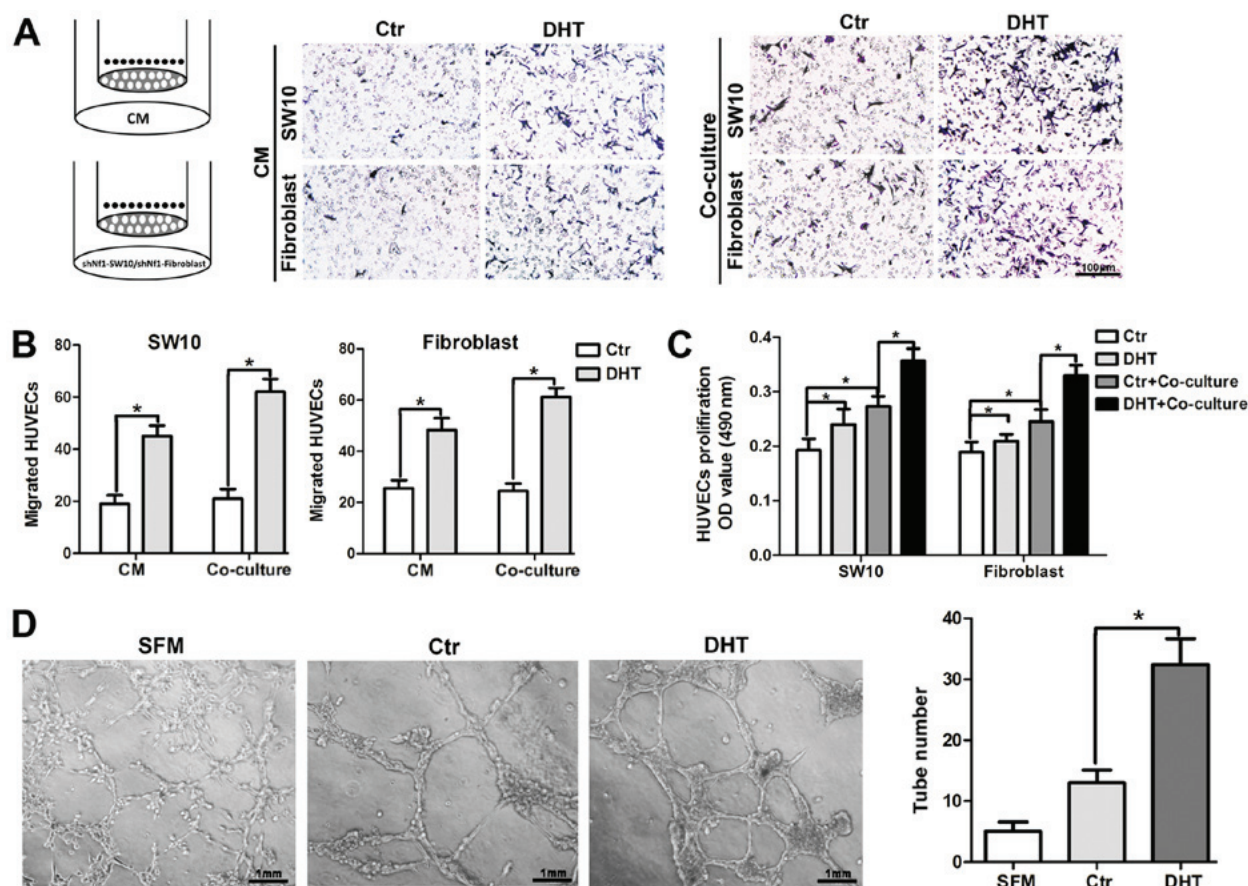 A
CM
shNf1-SW10/shNf1-Fibroblast
Ctr DHT
CM
SW10
Fibroblast
Ctr DHT
Co-culture
SW10
Fibroblast
100um
B
SW10
Migrated HUVECs
80
60
40
20
0
*
*
CM Co-culture
Fibroblast
Migrated HUVECs
80
60
40
20
0
*
*
CM Co-culture
Ctr
DHT
C
HUVECs prolifiration
OD value (490 nm)
0.4
0.3
0.2
0.1
0.0
*
*
*
*
*
*
SW10 Fibroblast
Ctr
DHT
Ctr+Co-culture
DHT+Co-culture
D
SFM Ctr DHT
1mm 1mm 1mm
Tube number
40
30
20
10
0
*
SFM Ctr DHT